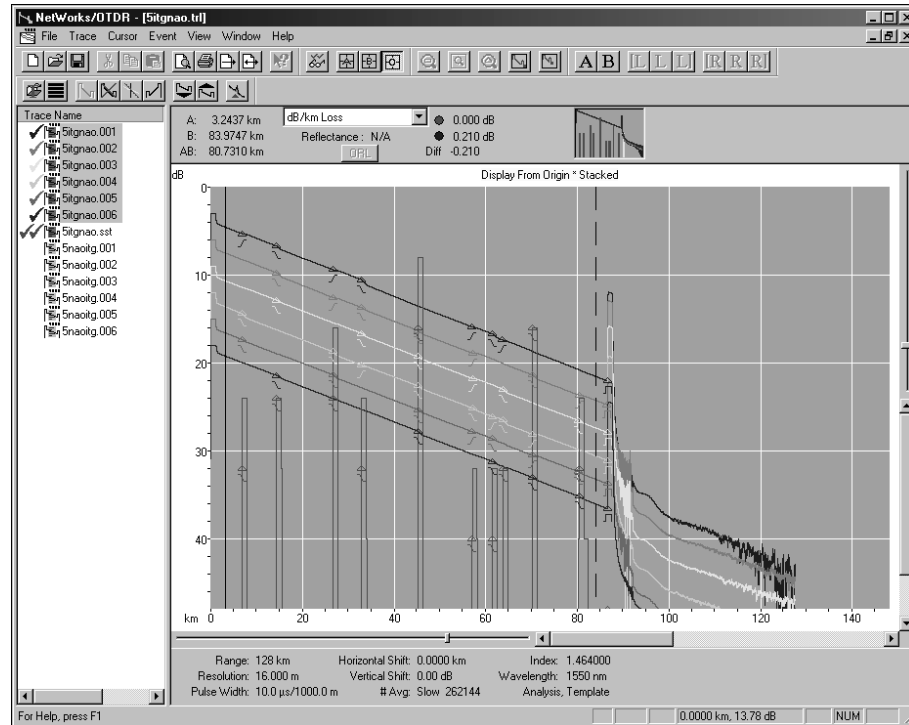 NetWorks/OTDR - [5itgnao.trl]
File Trace Cursor Event View Window Help
A B [L L L] [R R R]
Trace Name
5itgnao.001
5itgnao.002
5itgnao.003
5itgnao.004
5itgnao.005
5itgnao.006
5itgnao.sst
5naoitg.001
5naoitg.002
5naoitg.003
5naoitg.004
5naoitg.005
5naoitg.006
A: 3.2437 km dB/km Loss 0.000 dB
B: 83.9747 km Reflectance : N/A 0.210 dB
AB: 80.7310 km ORL Diff -0.210
dB Display From Origin * Stacked
0
10
20
30
40
km 0 20 40 60 80 100 120 140
Range: 128 km Horizontal Shift: 0.0000 km Index: 1.464000
Resolution: 16.000 m Vertical Shift: 0.00 dB Wavelength: 1550 nm
Pulse Width: 10.0 µs/1000.0 m # Avg: Slow 262144 Analysis, Template
For Help, press F1 0.0000 km, 13.78 dB NUM